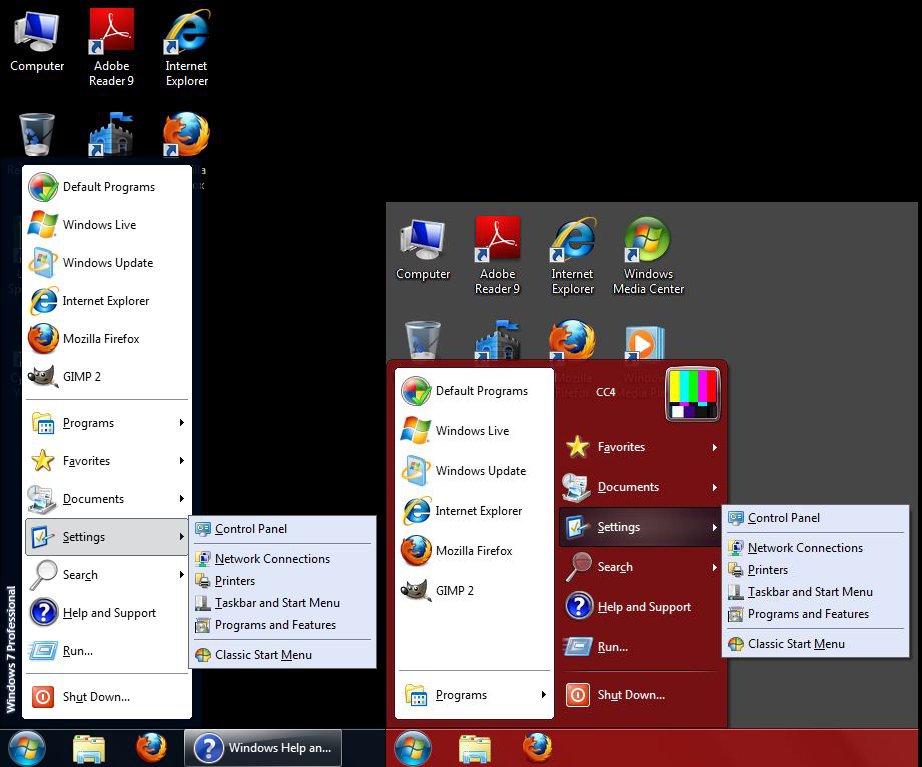 Computer
Adobe
Reader 9
Internet
Explorer
Default Programs
Windows Live
Windows Update
Internet Explorer
Mozilla Firefox
GIMP 2
Programs
Favorites
Documents
Settings
Search
Help and Support
Run...
Shut Down...
Windows 7 Professional
Control Panel
Network Connections
Printers
Taskbar and Start Menu
Programs and Features
Classic Start Menu
Windows Help an...
Computer
Adobe
Reader 9
Internet
Explorer
Windows
Media Center
Default Programs
Windows Live
Windows Update
Internet Explorer
Mozilla Firefox
GIMP 2
Programs
CC4
Favorites
Documents
Settings
Search
Help and Support
Run...
Shut Down...
Control Panel
Network Connections
Printers
Taskbar and Start Menu
Programs and Features
Classic Start Menu